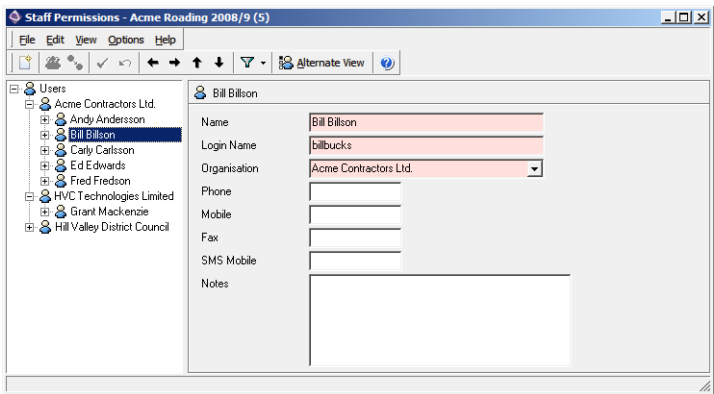 Staff Permissions - Acme Roading 2008/9 (5)
File Edit View Options Help
Alternate View
Users
Acme Contractors Ltd.
Andy Andersson
Bill Billson
Carly Carlsson
Ed Edwards
Fred Fredson
HVC Technologies Limited
Grant Mackenzie
Hill Valley District Council
Bill Billson
Name Bill Billson
Login Name billbucks
Organisation Acme Contractors Ltd.
Phone
Mobile
Fax
SMS Mobile
Notes